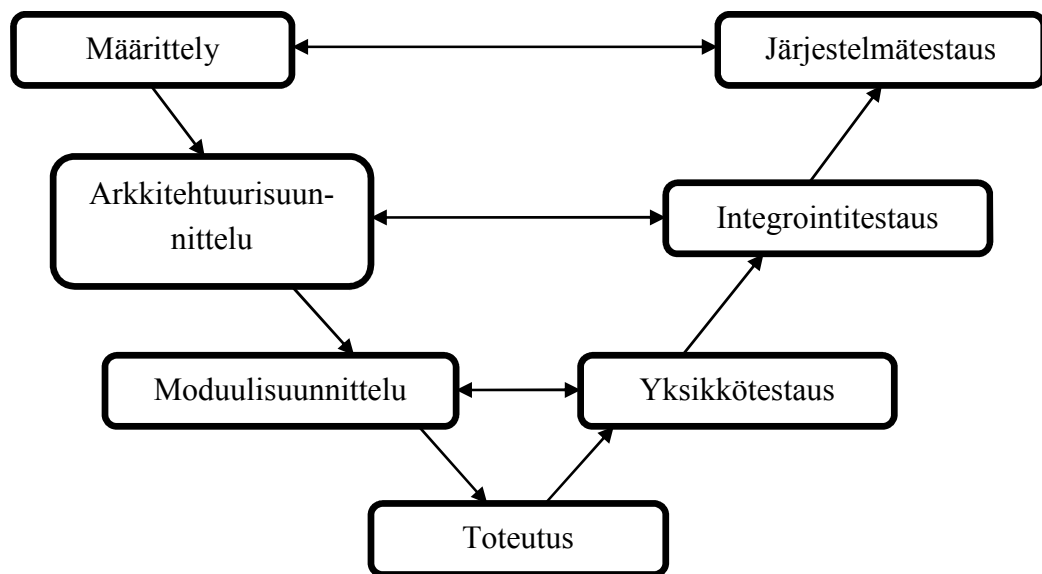 Määrittely
Järjestelmätestaus
Arkkitehtuurisuun-
nittelu
Integrointitestaus
Moduulisuunnittelu
Yksikkötestaus
Toteutus